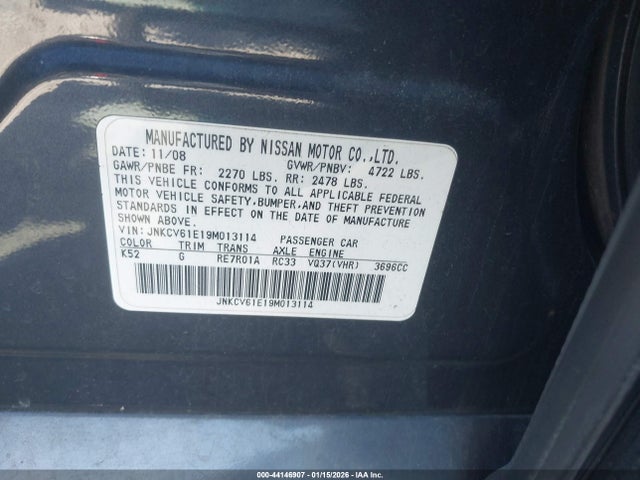 MANUFACTURED BY NISSAN MOTOR CO.,LTD.
DATE: 11/08 GVWR/PNBV: 4722 LBS.
GAWR/PNBE FR: 2270 LBS. RR: 2478 LBS.
THIS VEHICLE CONFORMS TO ALL APPLICABLE FEDERAL
MOTOR VEHICLE SAFETY,BUMPER,AND THEFT PREVENTION
STANDARDS IN EFFECT ON THE DATE OF MANUFACTURE
SHOWN ABOVE.
VIN: JNKCV61E19M013114 PASSENGER CAR
COLOR TRIM TRANS AXLE ENGINE
K52 G RE7R01A RC33 VQ37(VHR) 3696CC
JNKCV61E19M013114
000-44146907 - 01/15/2026 - IAA Inc.